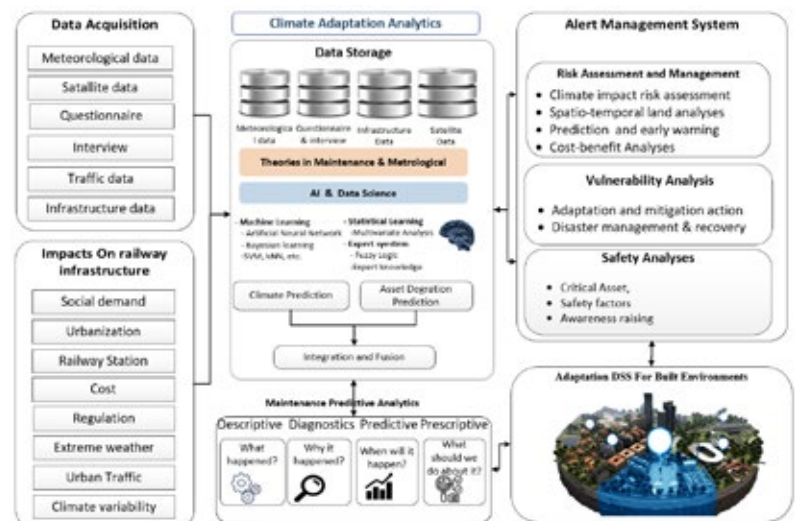 Data Acquisition
Meteorological data
Satallite data
Questionnaire
Interview
Traffic data
Infrastructure data
Impacts On railway
infrastructure
Social demand
Urbanization
Railway Station
Cost
Regulation
Extreme weather
Urban Traffic
Climate variability
Climate Adaptation Analytics
Data Storage
Meteorologica
l data
Questionnaire
& interview
Infrastructure
Data
Satellite
Data
Theories in Maintenance & Metrological
AI & Data Science
- Machine Learning
- Artificial Neural Network
- Bayesian learning
-SVM, kNN, etc.
- Statistical Learning
-Multivariate Analysis
- Expert system
- Fuzzy Logic
-Expert knowledge
Climate Prediction
Asset Degration
Prediction
Integration and Fusion
Maintenance Predictive Analytics
Descriptive
Diagnostics
Predictive
Prescriptive
What
happened?
Why it
happened?
When will it
happen?
What
should we
do about it?
Alert Management System
Risk Assessment and Management
• Climate impact risk assessment
• Spatio-temporal land analyses
• Prediction and early warning
• Cost-benefit Analyses
Vulnerability Analysis
• Adaptation and mitigation action
• Disaster management & recovery
Safety Analyses
• Critical Asset,
• Safety factors
• Awareness raising
Adaptation DSS For Built Environments